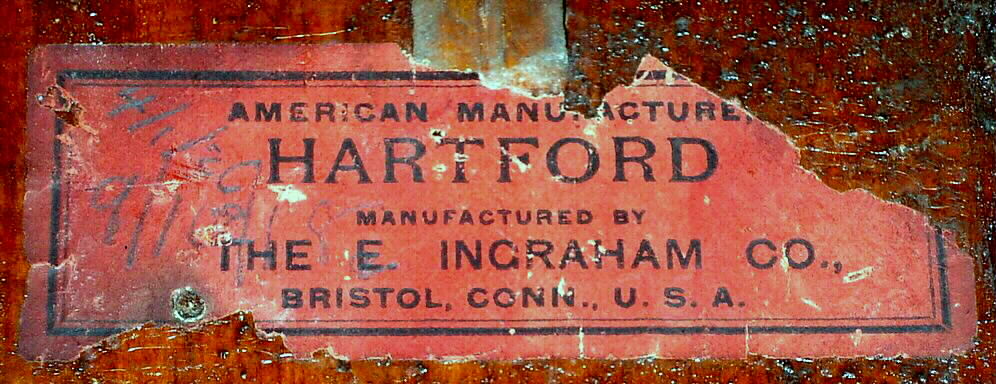 AMERICAN MANUFACTURE
HARTFORD
MANUFACTURED BY
THE E. INGRAHAM CO.,
BRISTOL, CONN., U. S. A.